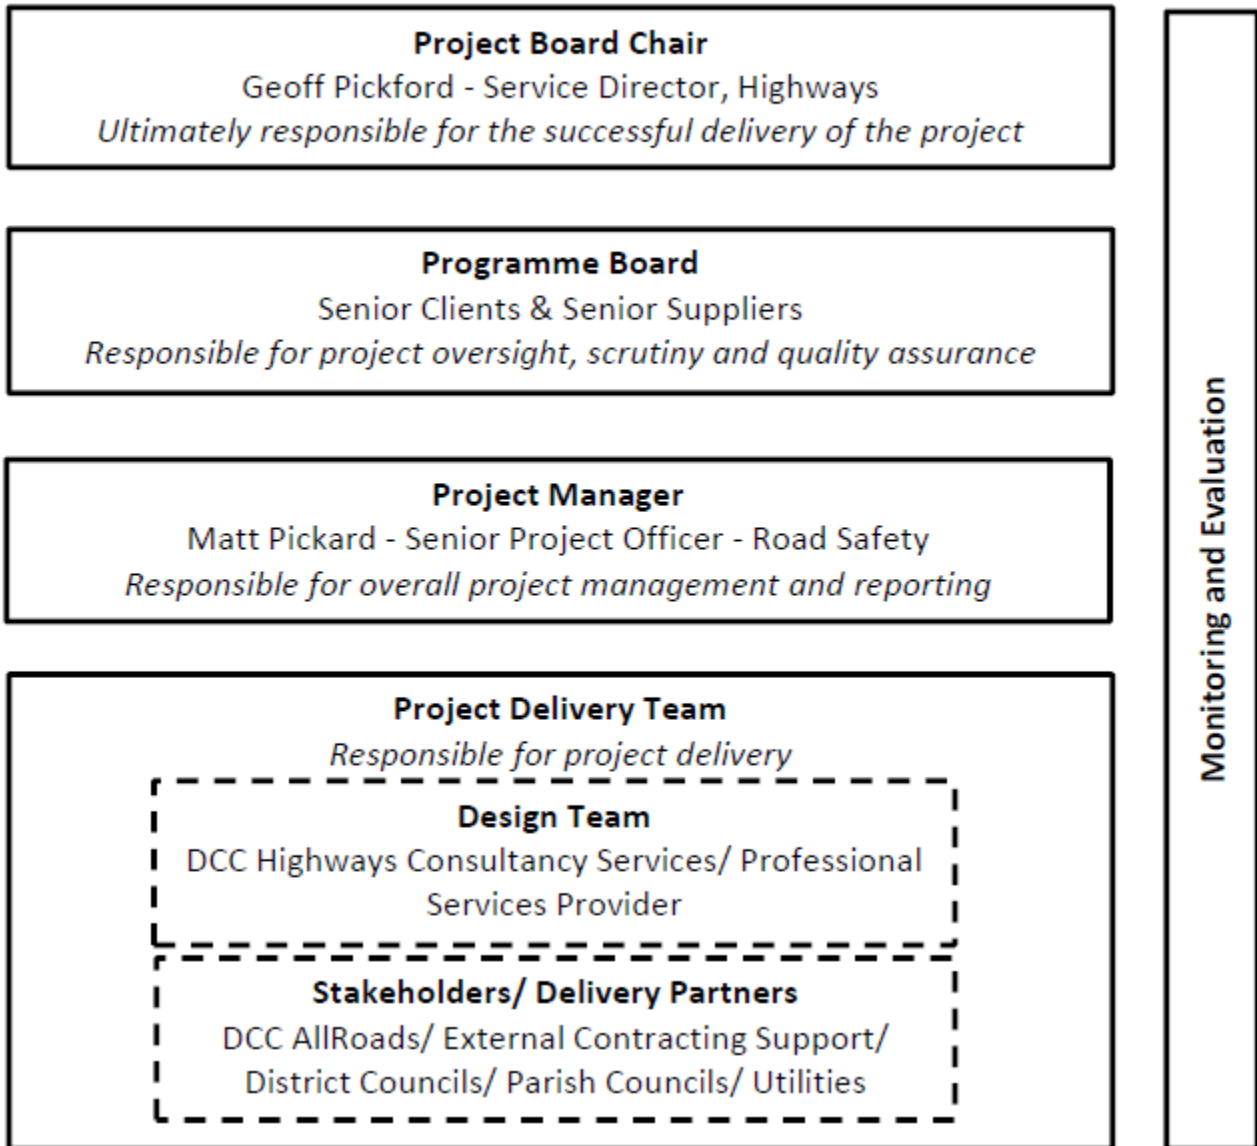 Project Board Chair
Geoff Pickford - Service Director, Highways
Ultimately responsible for the successful delivery of the project
Programme Board
Senior Clients & Senior Suppliers
Responsible for project oversight, scrutiny and quality assurance
Project Manager
Matt Pickard - Senior Project Officer - Road Safety
Responsible for overall project management and reporting
Project Delivery Team
Responsible for project delivery
Design Team
DCC Highways Consultancy Services/ Professional
Services Provider
Stakeholders/ Delivery Partners
DCC AllRoads/ External Contracting Support/
District Councils/ Parish Councils/ Utilities
Monitoring and Evaluation